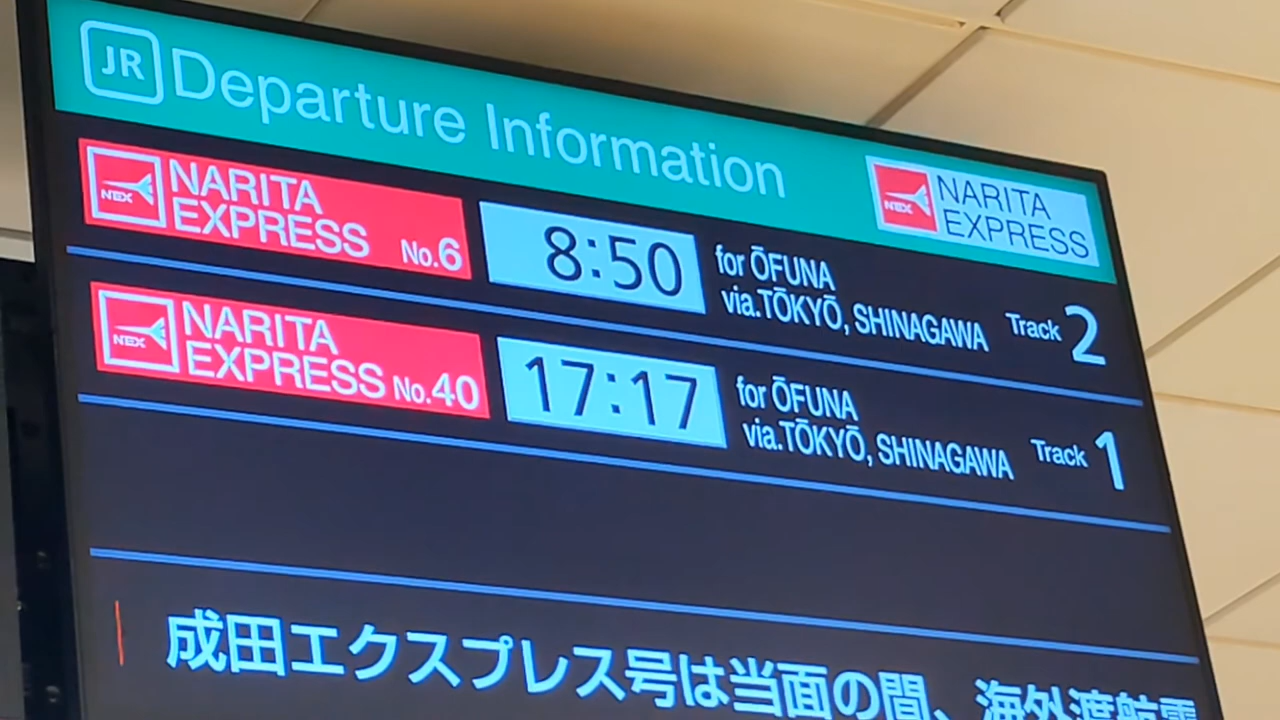 JR Departure Information
NEX NARITA EXPRESS
NEX NARITA
EXPRESS No.6
8:50
for ŌFUNA
via.TŌKYŌ, SHINAGAWA
Track 2
NEX NARITA
EXPRESS No.40
17:17
for ŌFUNA
via.TŌKYŌ, SHINAGAWA
Track 1
成田エクスプレス号は当面の間、海外渡航需